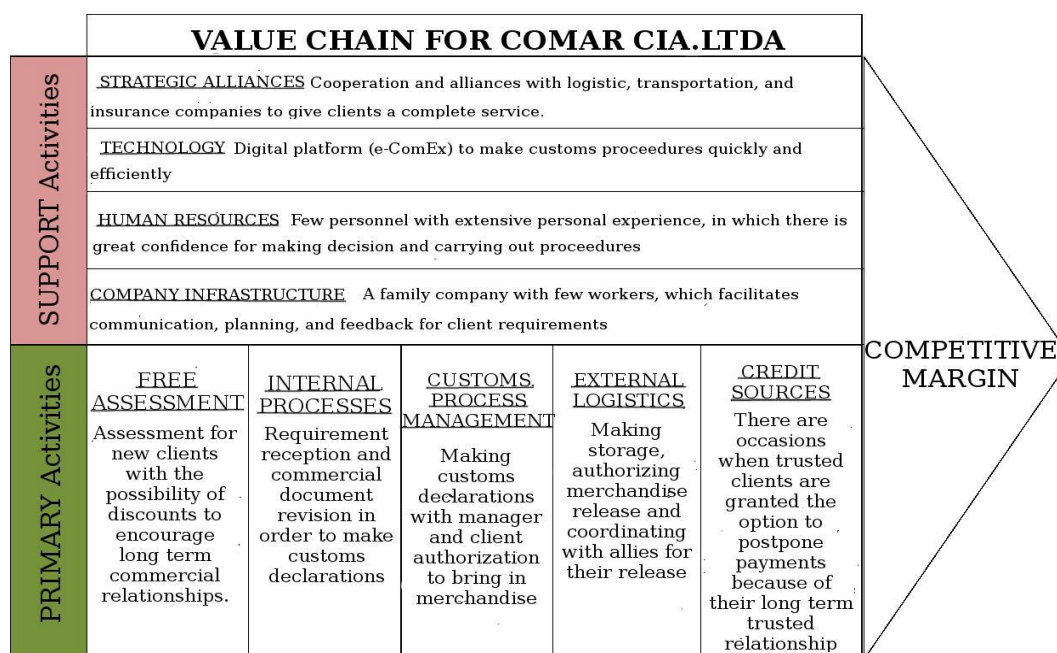 VALUE CHAIN FOR COMAR CIA.LTDA
SUPPORT Activities
STRATEGIC ALLIANCES Cooperation and alliances with logistic, transportation, and
insurance companies to give clients a complete service.
TECHNOLOGY Digital platform (e-ComEx) to make customs proceedures quickly and
efficiently
HUMAN RESOURCES Few personnel with extensive personal experience, in which there is
great confidence for making decision and carrying out proceedures
COMPANY INFRASTRUCTURE A family company with few workers, which facilitates
communication, planning, and feedback for client requirements
PRIMARY Activities
FREE
ASSESSMENT
Assessment for
new clients
with the
possibility of
discounts to
encourage
long term
commercial
relationships.
INTERNAL
PROCESSES
Requirement
reception and
commercial
document
revision in
order to make
customs
declarations
CUSTOMS
PROCESS
MANAGEMENT
Making
customs
declarations
with manager
and client
authorization
to bring in
merchandise
EXTERNAL
LOGISTICS
Making
storage,
authorizing
merchandise
release and
coordinating
with allies for
their release
CREDIT
SOURCES
There are
occasions
when trusted
clients are
granted the
option to
postpone
payments
because of
their long term
trusted
relationship
COMPETITIVE
MARGIN